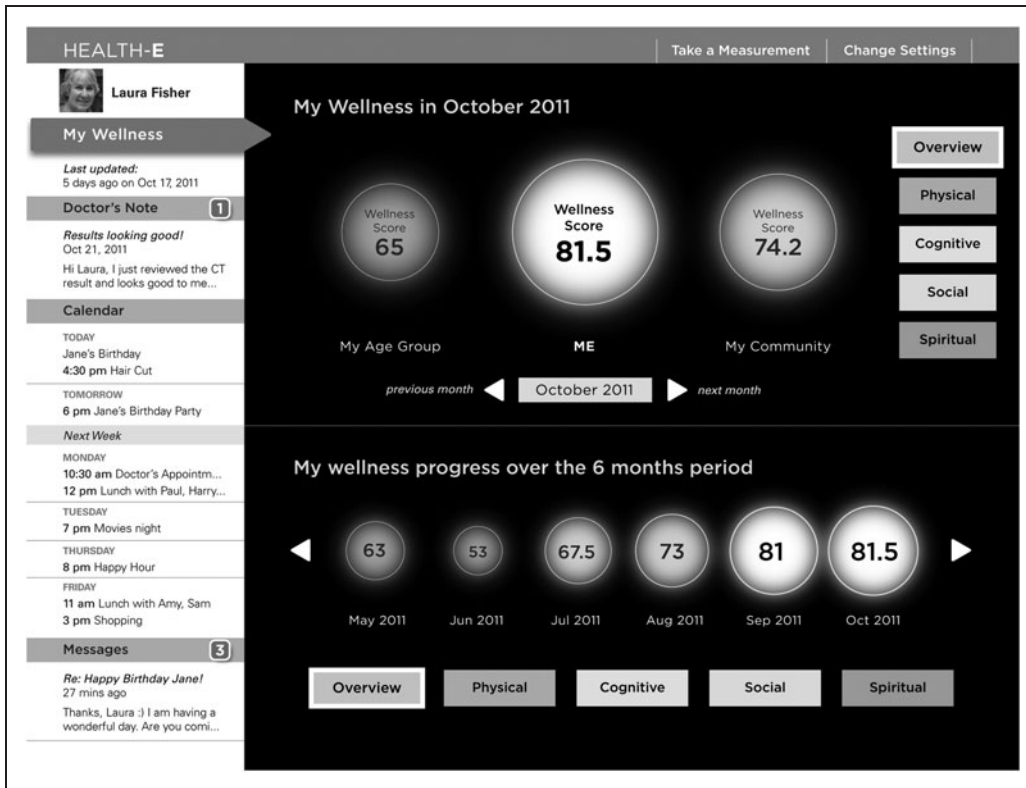 HEALTH-E
Take a Measurement
Change Settings
Laura Fisher
My Wellness
Last updated:
5 days ago on Oct 17, 2011
Doctor's Note 1
Results looking good!
Oct 21, 2011
Hi Laura, I just reviewed the CT
result and looks good to me...
Calendar
TODAY
Jane's Birthday
4:30 pm Hair Cut
TOMORROW
6 pm Jane's Birthday Party
Next Week
MONDAY
10:30 am Doctor's Appointm...
12 pm Lunch with Paul, Harry...
TUESDAY
7 pm Movies night
THURSDAY
8 pm Happy Hour
FRIDAY
11 am Lunch with Amy, Sam
3 pm Shopping
Messages 3
Re: Happy Birthday Jane!
27 mins ago
Thanks, Laura :) I am having a
wonderful day. Are you comi...
My Wellness in October 2011
Wellness
Score
65
My Age Group
Wellness
Score
81.5
ME
Wellness
Score
74.2
My Community
previous month October 2011 next month
Overview
Physical
Cognitive
Social
Spiritual
My wellness progress over the 6 months period
63 53 67.5 73 81 81.5
May 2011 Jun 2011 Jul 2011 Aug 2011 Sep 2011 Oct 2011
Overview Physical Cognitive Social Spiritual